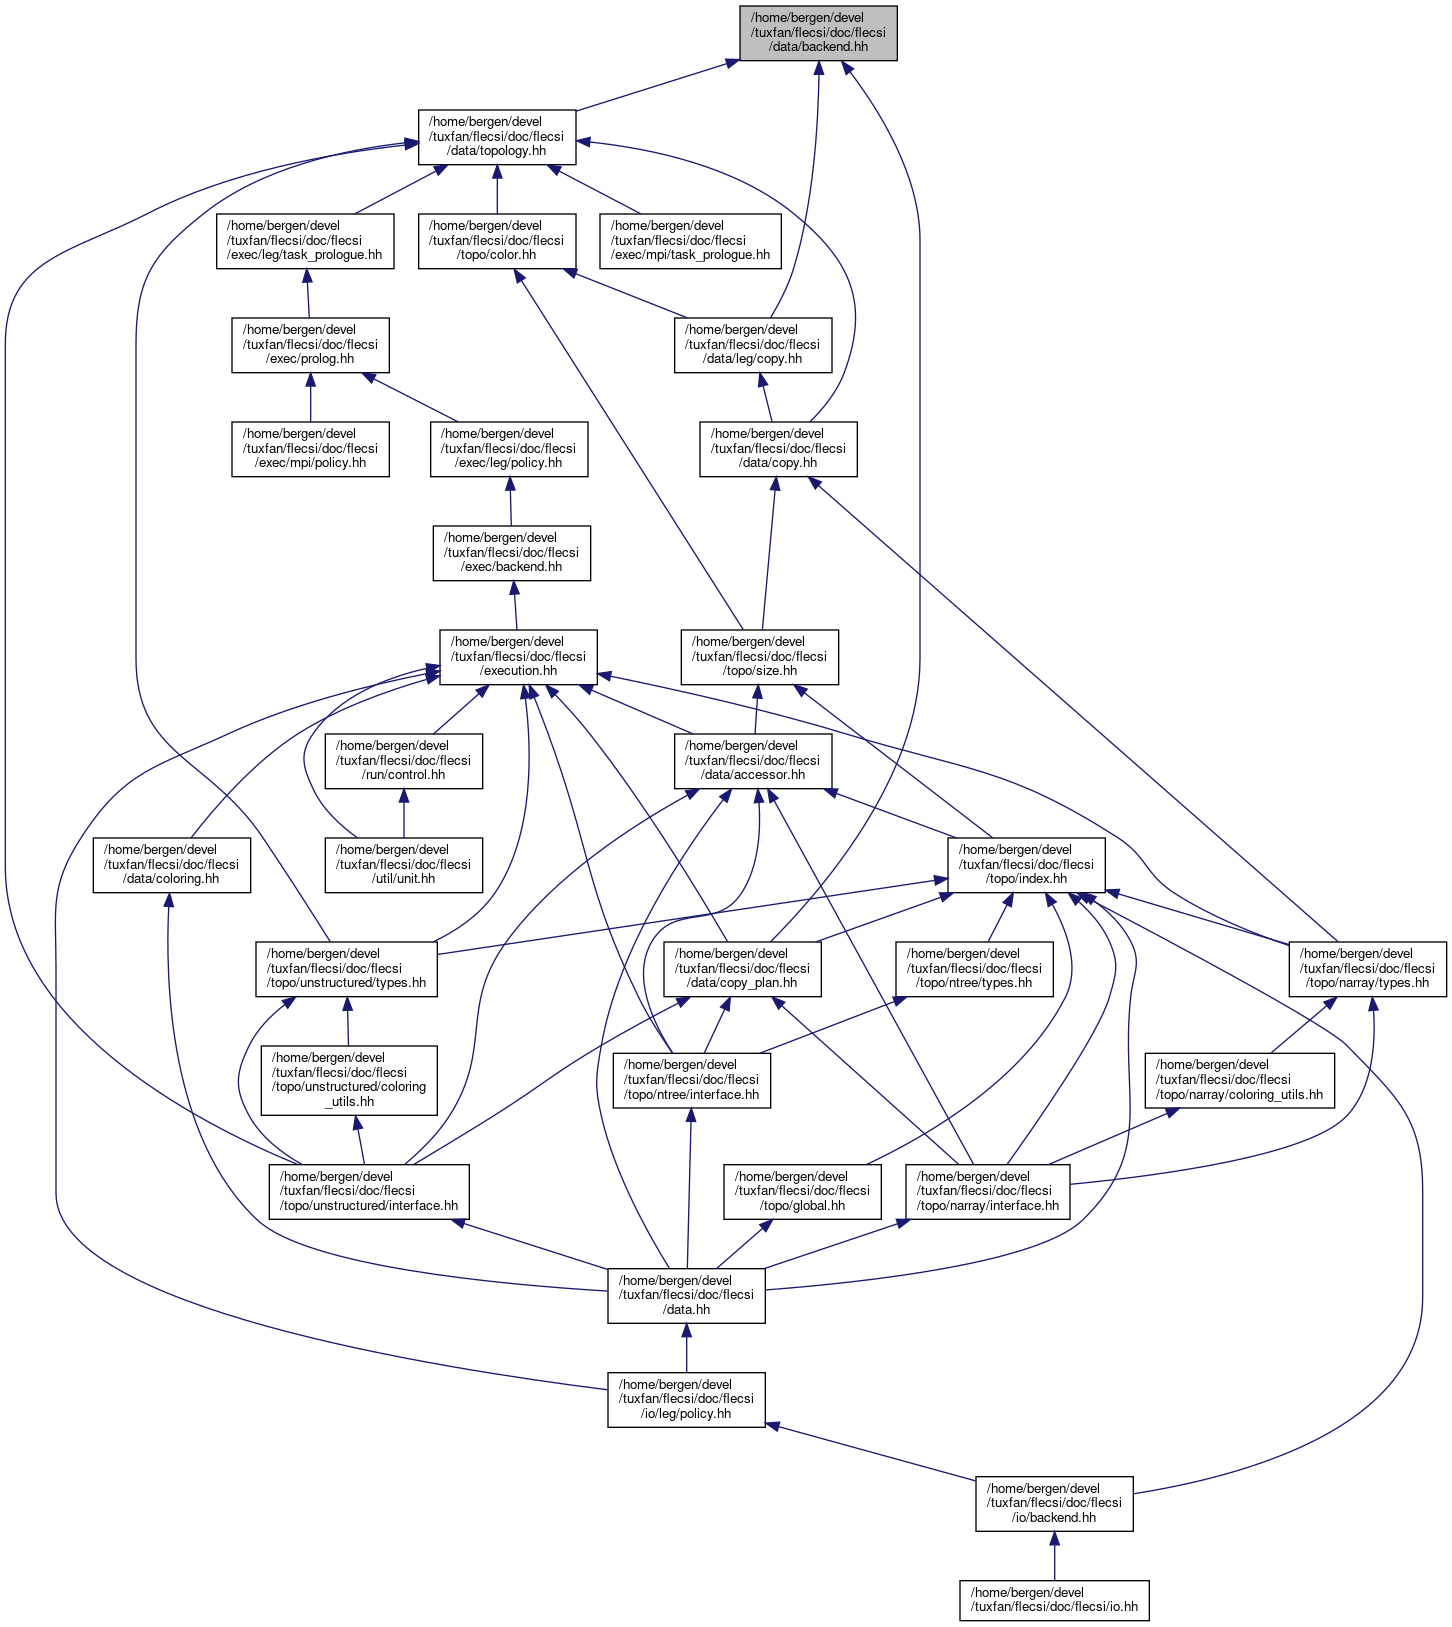 /home/bergen/devel
/tuxfan/flecsi/doc/flecsi
/data/backend.hh
/home/bergen/devel
/tuxfan/flecsi/doc/flecsi
/data/topology.hh
/home/bergen/devel
/tuxfan/flecsi/doc/flecsi
/exec/leg/task_prologue.hh
/home/bergen/devel
/tuxfan/flecsi/doc/flecsi
/topo/color.hh
/home/bergen/devel
/tuxfan/flecsi/doc/flecsi
/exec/mpi/task_prologue.hh
/home/bergen/devel
/tuxfan/flecsi/doc/flecsi
/exec/prolog.hh
/home/bergen/devel
/tuxfan/flecsi/doc/flecsi
/data/leg/copy.hh
/home/bergen/devel
/tuxfan/flecsi/doc/flecsi
/exec/mpi/policy.hh
/home/bergen/devel
/tuxfan/flecsi/doc/flecsi
/exec/leg/policy.hh
/home/bergen/devel
/tuxfan/flecsi/doc/flecsi
/data/copy.hh
/home/bergen/devel
/tuxfan/flecsi/doc/flecsi
/exec/backend.hh
/home/bergen/devel
/tuxfan/flecsi/doc/flecsi
/execution.hh
/home/bergen/devel
/tuxfan/flecsi/doc/flecsi
/topo/size.hh
/home/bergen/devel
/tuxfan/flecsi/doc/flecsi
/run/control.hh
/home/bergen/devel
/tuxfan/flecsi/doc/flecsi
/data/accessor.hh
/home/bergen/devel
/tuxfan/flecsi/doc/flecsi
/data/coloring.hh
/home/bergen/devel
/tuxfan/flecsi/doc/flecsi
/util/unit.hh
/home/bergen/devel
/tuxfan/flecsi/doc/flecsi
/topo/index.hh
/home/bergen/devel
/tuxfan/flecsi/doc/flecsi
/topo/unstructured/types.hh
/home/bergen/devel
/tuxfan/flecsi/doc/flecsi
/data/copy_plan.hh
/home/bergen/devel
/tuxfan/flecsi/doc/flecsi
/topo/ntree/types.hh
/home/bergen/devel
/tuxfan/flecsi/doc/flecsi
/topo/narray/types.hh
/home/bergen/devel
/tuxfan/flecsi/doc/flecsi
/topo/unstructured/coloring
_utils.hh
/home/bergen/devel
/tuxfan/flecsi/doc/flecsi
/topo/ntree/interface.hh
/home/bergen/devel
/tuxfan/flecsi/doc/flecsi
/topo/narray/coloring_utils.hh
/home/bergen/devel
/tuxfan/flecsi/doc/flecsi
/topo/unstructured/interface.hh
/home/bergen/devel
/tuxfan/flecsi/doc/flecsi
/topo/global.hh
/home/bergen/devel
/tuxfan/flecsi/doc/flecsi
/topo/narray/interface.hh
/home/bergen/devel
/tuxfan/flecsi/doc/flecsi
/data.hh
/home/bergen/devel
/tuxfan/flecsi/doc/flecsi
/io/leg/policy.hh
/home/bergen/devel
/tuxfan/flecsi/doc/flecsi
/io/backend.hh
/home/bergen/devel
/tuxfan/flecsi/doc/flecsi/io.hh